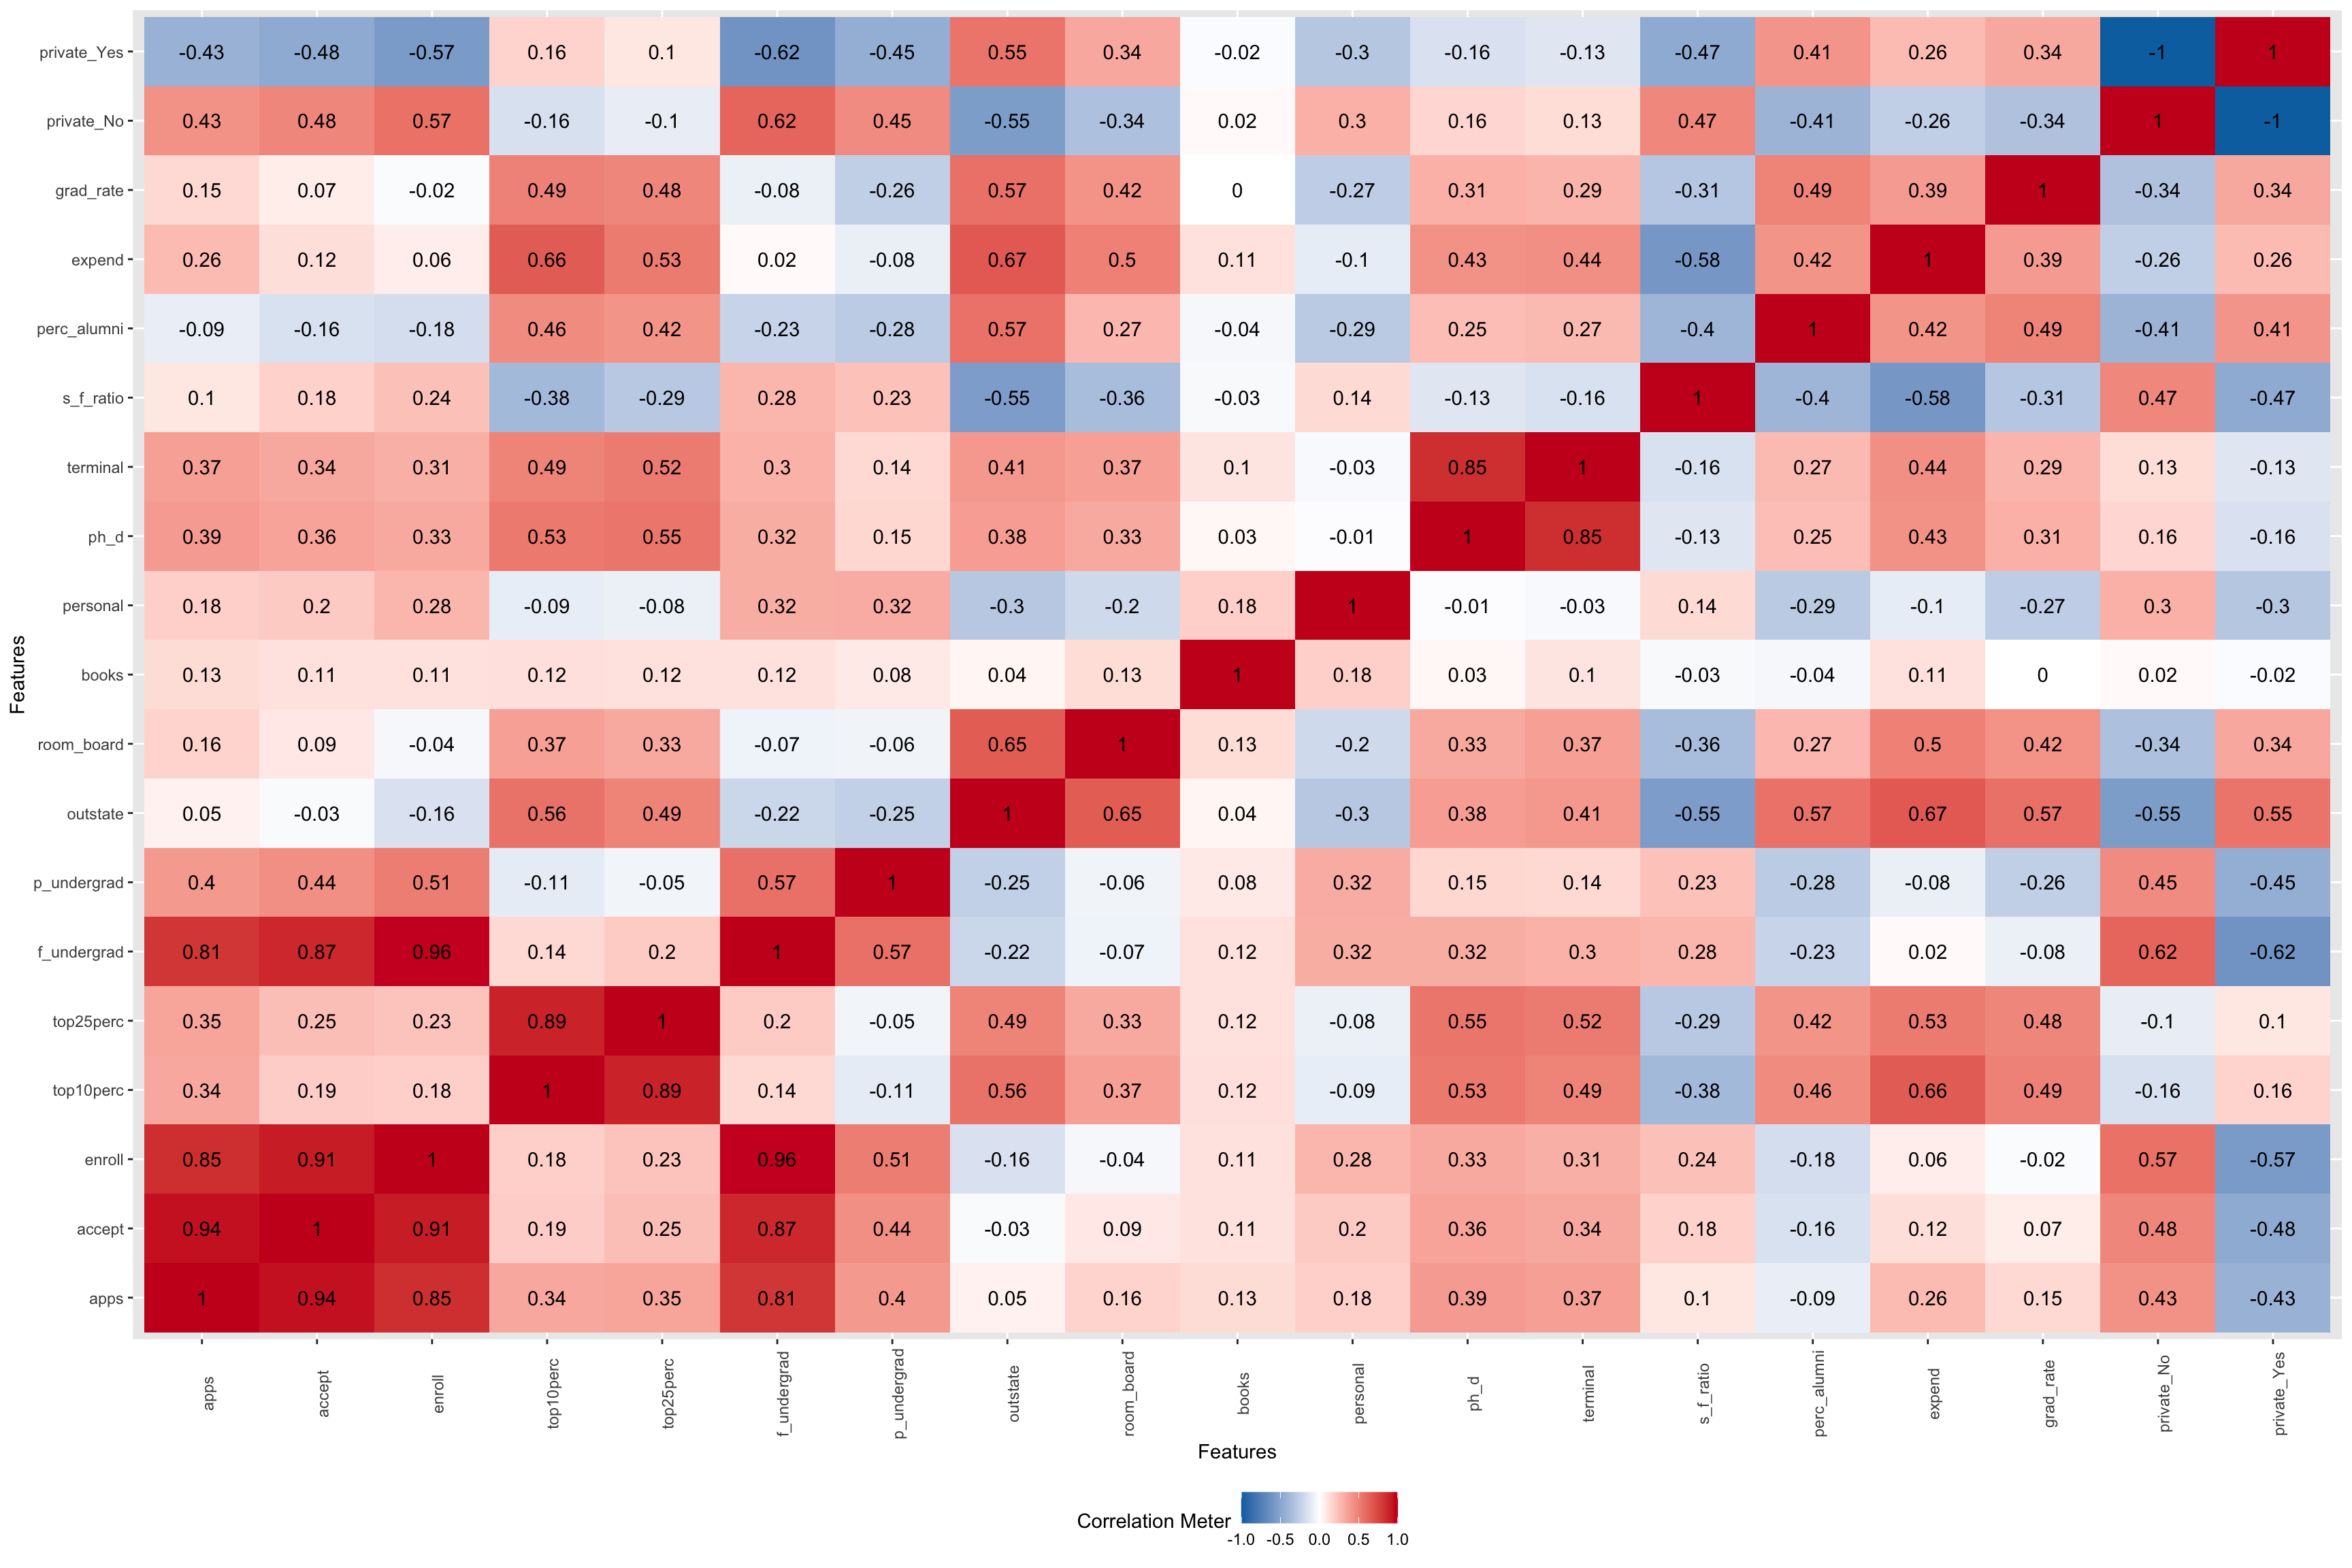 private_Yes -0.43 -0.48 -0.57 0.16 0.1 -0.62 -0.45 0.55 0.34 -0.02 -0.3 -0.16 -0.13 -0.47 0.41 0.26 0.34 -1 1
private_No 0.43 0.48 0.57 -0.16 -0.1 0.62 0.45 -0.55 -0.34 0.02 0.3 0.16 0.13 0.47 -0.41 -0.26 -0.34 1 -1
grad_rate 0.15 0.07 -0.02 0.49 0.48 -0.08 -0.26 0.57 0.42 0 -0.27 0.31 0.29 -0.31 0.49 0.39 1 -0.34 0.34
expend 0.26 0.12 0.06 0.66 0.53 0.02 -0.08 0.67 0.5 0.11 -0.1 0.43 0.44 -0.58 0.42 1 0.39 -0.26 0.26
perc_alumni -0.09 -0.16 -0.18 0.46 0.42 -0.23 -0.28 0.57 0.27 -0.04 -0.29 0.25 0.27 -0.4 1 0.42 0.49 -0.41 0.41
s_f_ratio 0.1 0.18 0.24 -0.38 -0.29 0.28 0.23 -0.55 -0.36 -0.03 0.14 -0.13 -0.16 1 -0.4 -0.58 -0.31 0.47 -0.47
terminal 0.37 0.34 0.31 0.49 0.52 0.3 0.14 0.41 0.37 0.1 -0.03 0.85 1 -0.16 0.27 0.44 0.29 0.13 -0.13
ph_d 0.39 0.36 0.33 0.53 0.55 0.32 0.15 0.38 0.33 0.03 -0.01 1 0.85 -0.13 0.25 0.43 0.31 0.16 -0.16
personal 0.18 0.2 0.28 -0.09 -0.08 0.32 0.32 -0.3 -0.2 0.18 1 -0.01 -0.03 0.14 -0.29 -0.1 -0.27 0.3 -0.3
books 0.13 0.11 0.11 0.12 0.12 0.12 0.08 0.04 0.13 1 0.18 0.03 0.1 -0.03 -0.04 0.11 0 0.02 -0.02
room_board 0.16 0.09 -0.04 0.37 0.33 -0.07 -0.06 0.65 1 0.13 -0.2 0.33 0.37 -0.36 0.27 0.5 0.42 -0.34 0.34
outstate 0.05 -0.03 -0.16 0.56 0.49 -0.22 -0.25 1 0.65 0.04 -0.3 0.38 0.41 -0.55 0.57 0.67 0.57 -0.55 0.55
p_undergrad 0.4 0.44 0.51 -0.11 -0.05 0.57 1 -0.25 -0.06 0.08 0.32 0.15 0.14 0.23 -0.28 -0.08 -0.26 0.45 -0.45
f_undergrad 0.81 0.87 0.96 0.14 0.2 1 0.57 -0.22 -0.07 0.12 0.32 0.32 0.3 0.28 -0.23 0.02 -0.08 0.62 -0.62
top25perc 0.35 0.25 0.23 0.89 1 0.2 -0.05 0.49 0.33 0.12 -0.08 0.55 0.52 -0.29 0.42 0.53 0.48 -0.1 0.1
top10perc 0.34 0.19 0.18 1 0.89 0.14 -0.11 0.56 0.37 0.12 -0.09 0.53 0.49 -0.38 0.46 0.66 0.49 -0.16 0.16
enroll 0.85 0.91 1 0.18 0.23 0.96 0.51 -0.16 -0.04 0.11 0.28 0.33 0.31 0.24 -0.18 0.06 -0.02 0.57 -0.57
accept 0.94 1 0.91 0.19 0.25 0.87 0.44 -0.03 0.09 0.11 0.2 0.36 0.34 0.18 -0.16 0.12 0.07 0.48 -0.48
apps 1 0.94 0.85 0.34 0.35 0.81 0.4 0.05 0.16 0.13 0.18 0.39 0.37 0.1 -0.09 0.26 0.15 0.43 -0.43
Features
apps accept enroll top10perc top25perc f_undergrad p_undergrad outstate room_board books personal ph_d terminal s_f_ratio perc_alumni expend grad_rate private_No private_Yes
Features
Correlation Meter
-1.0 -0.5 0.0 0.5 1.0